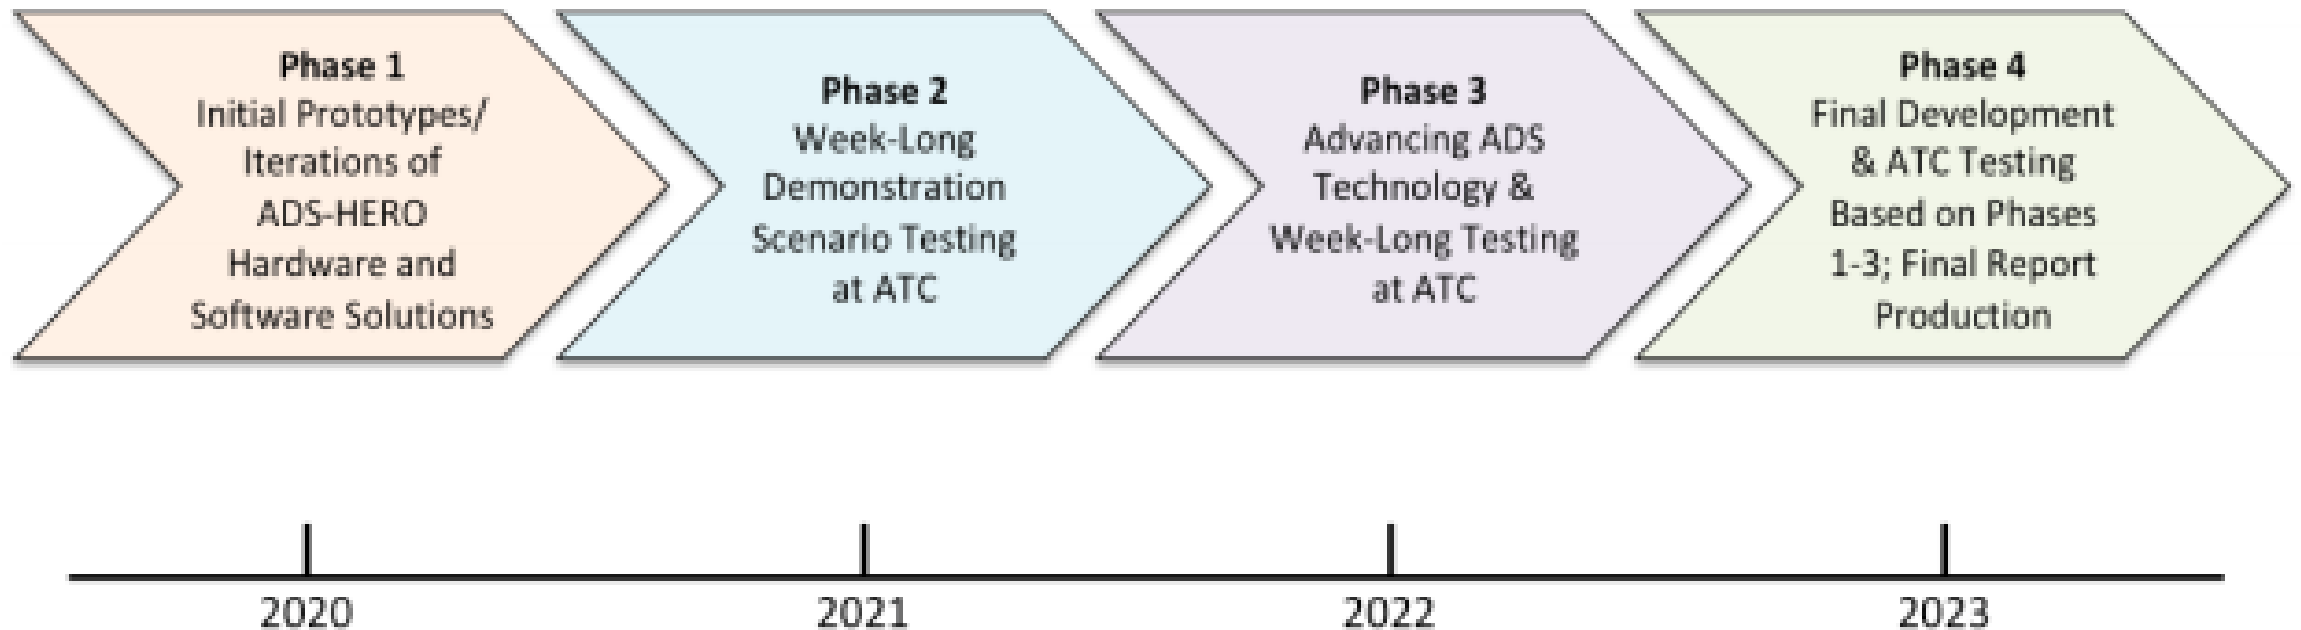 Phase 1
Initial Prototypes/
Iterations of
ADS-HERO
Hardware and
Software Solutions
Phase 2
Week-Long
Demonstration
Scenario Testing
at ATC
Phase 3
Advancing ADS
Technology &
Week-Long Testing
at ATC
Phase 4
Final Development
& ATC Testing
Based on Phases
1-3; Final Report
Production
2020
2021
2022
2023